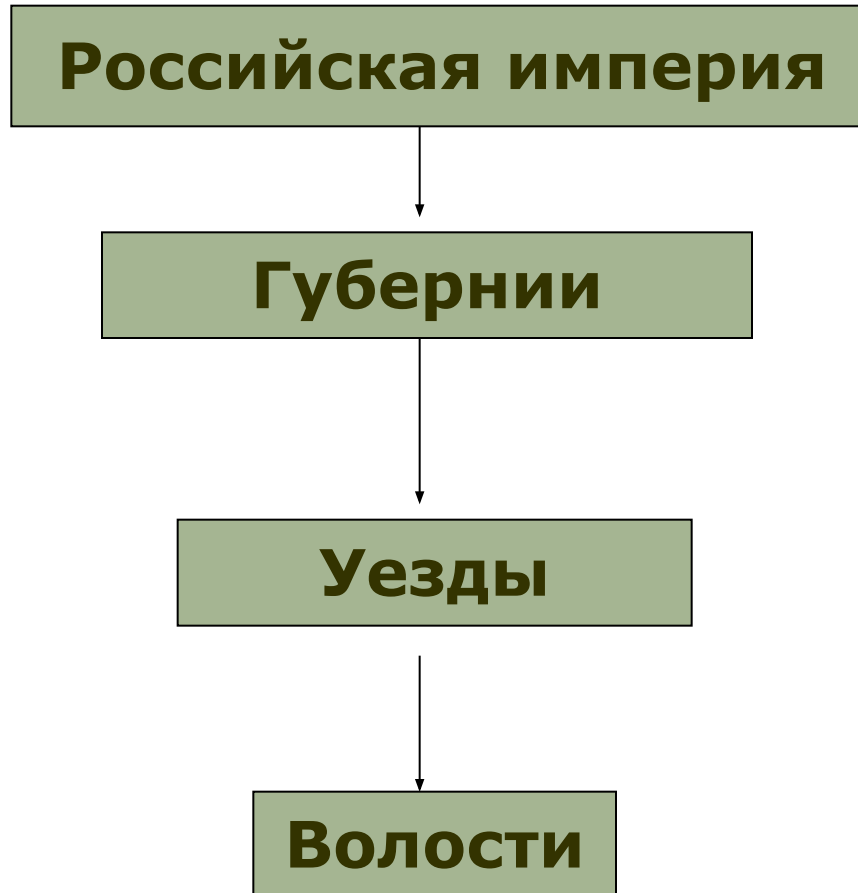 Российская империя
Губернии
Уезды
Волости